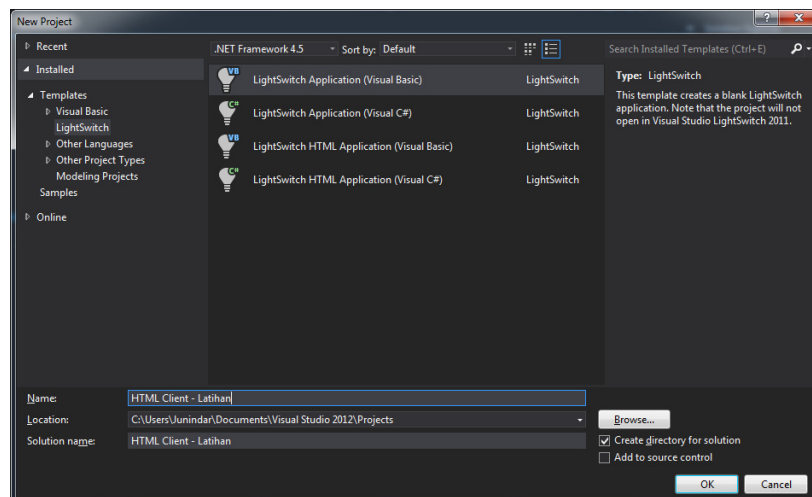 New Project
Recent
.NET Framework 4.5
Sort by: Default
Search Installed Templates (Ctrl+E)
Installed
Templates
Visual Basic
LightSwitch
Other Languages
Other Project Types
Modeling Projects
Samples
Online
VB
LightSwitch Application (Visual Basic) LightSwitch
C#
LightSwitch Application (Visual C#) LightSwitch
VB
LightSwitch HTML Application (Visual Basic) LightSwitch
C#
LightSwitch HTML Application (Visual C#) LightSwitch
Type: LightSwitch
This template creates a blank LightSwitch
application. Note that the project will not
open in Visual Studio LightSwitch 2011.
Name: HTML Client - Latihan
Location: C:\Users\Junindar\Documents\Visual Studio 2012\Projects
Browse...
Solution name: HTML Client - Latihan
Create directory for solution
Add to source control
OK Cancel